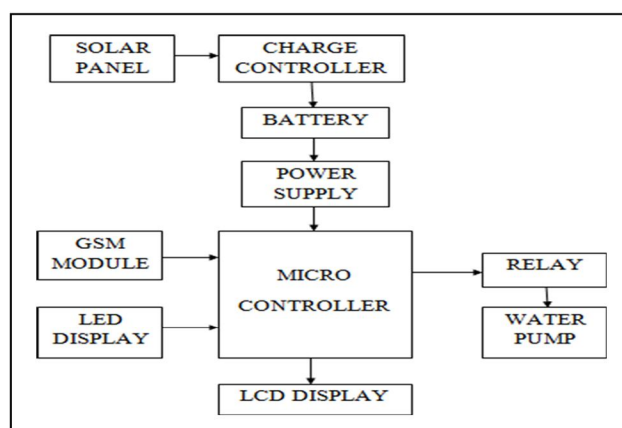 SOLAR
PANEL
CHARGE
CONTROLLER
BATTERY
POWER
SUPPLY
GSM
MODULE
MICRO
CONTROLLER
RELAY
LED
DISPLAY
WATER
PUMP
LCD DISPLAY